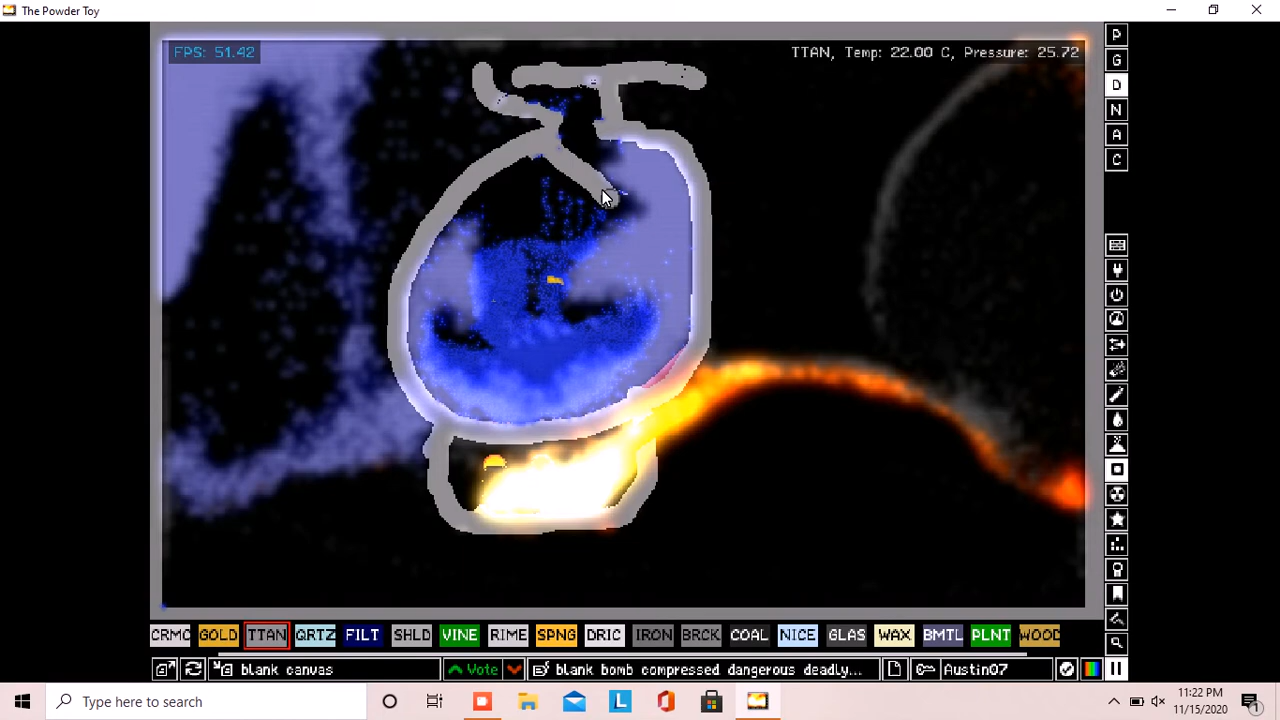 The Powder Toy
FPS: 51.42
TTAN, Temp: 22.00 C, Pressure: 25.72
P
G
D
N
A
C
CRMC GOLD TTAN QRTZ FILT SHLD VINE RIME SPNG DRIC IRON BRCK COAL NICE GLAS WAX BMTL PLNT WOOD
blank canvas Vote blank bomb compressed dangerous deadly... Austin07
Type here to search
L
11:22 PM
11/15/2020
1